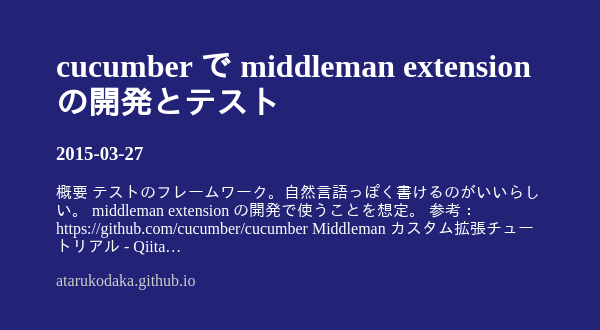 cucumber で middleman extension
の開発とテスト
2015-03-27
概要 テストのフレームワーク。自然言語っぽく書けるのがいいらし
い。 middleman extension の開発で使うことを想定。 参考：
https://github.com/cucumber/cucumber Middleman カスタム拡張チュー
トリアル - Qiita…
atarukodaka.github.io